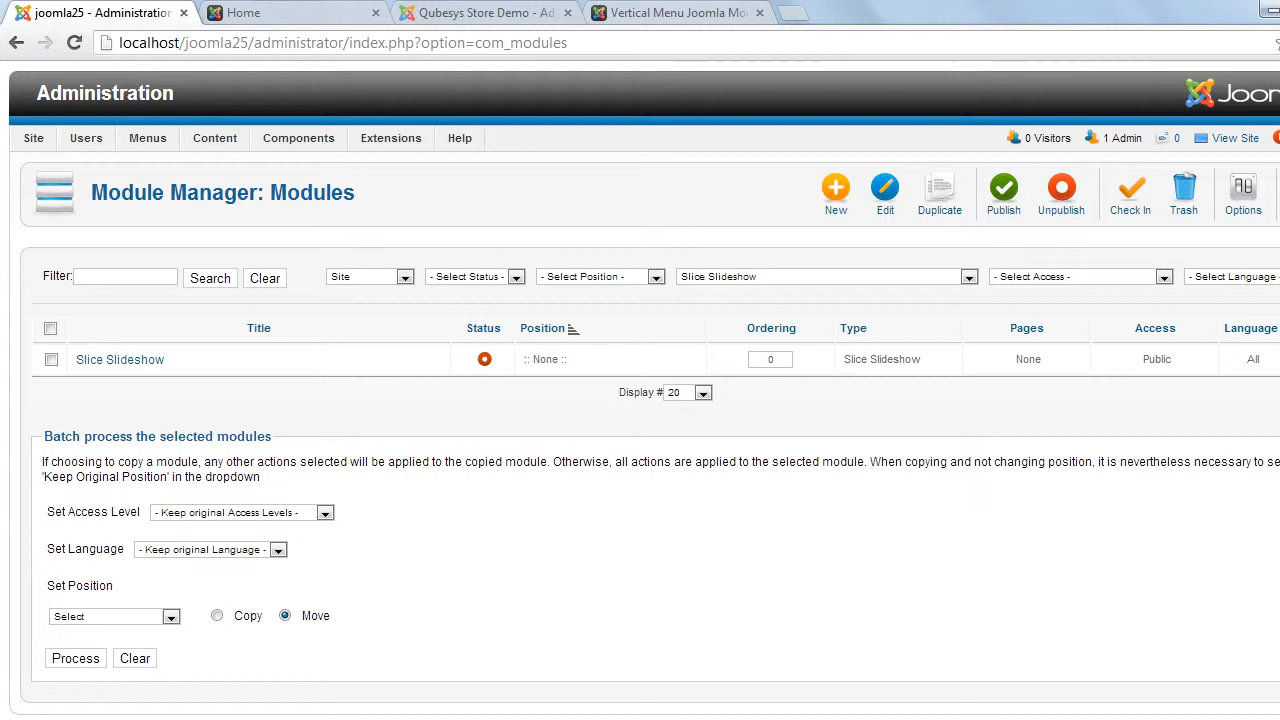 joomla25 - Administration
Home
Qubesys Store Demo - Ad
Vertical Menu Joomla Mo
localhost/joomla25/administrator/index.php?option=com_modules
Administration
Joom
Site Users Menus Content Components Extensions Help
0 Visitors 1 Admin 0 View Site
Module Manager: Modules
New Edit Duplicate Publish Unpublish Check In Trash Options
Filter: Search Clear Site - Select Status - - Select Position - Slice Slideshow - Select Access - - Select Language -
Title Status Position Ordering Type Pages Access Language
Slice Slideshow :: None :: 0 Slice Slideshow None Public All
Display # 20
Batch process the selected modules
If choosing to copy a module, any other actions selected will be applied to the copied module. Otherwise, all actions are applied to the selected module. When copying and not changing position, it is nevertheless necessary to se
'Keep Original Position' in the dropdown
Set Access Level - Keep original Access Levels -
Set Language - Keep original Language -
Set Position
Select Copy Move
Process Clear